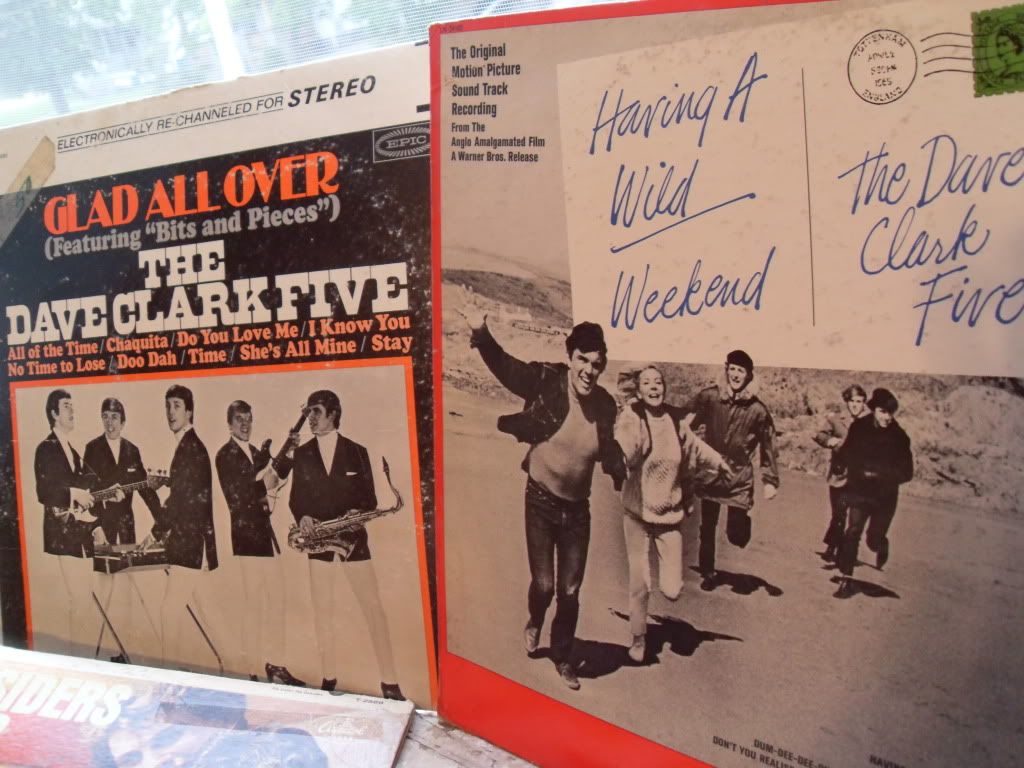 ELECTRONICALLY RE-CHANNELED FOR STEREO
EPIC
GLAD ALL OVER
(Featuring "Bits and Pieces")
THE
DAVE CLARK FIVE
All of the Time / Chaquita / Do You Love Me / I Know You
No Time to Lose / Doo Dah / Time / She's All Mine / Stay
SIDERS
The Original
Motion Picture
Sound Track
Recording
From The
Anglo Amalgamated Film
A Warner Bros. Release
Having A
Wild
Weekend
TOTTENHAM
1965
ENGLAND
The Dave
Clark
Five
DUM-DEE-DEE-
DON'T YOU REALISE
HAVING